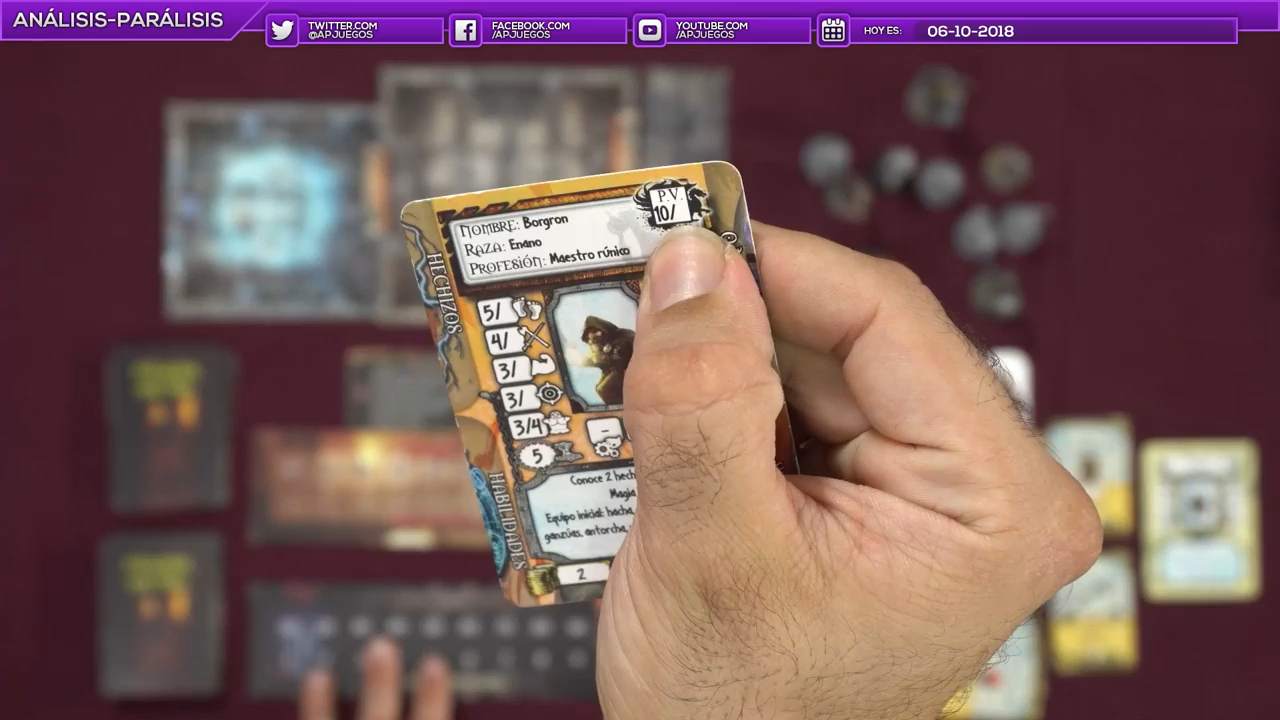 ANÁLISIS-PARÁLISIS
TWITTER.COM
@APJUEGOS
FACEBOOK.COM
/APJUEGOS
YOUTUBE.COM
/APJUEGOS
HOY ES:
06-10-2018
NOMBRE: Borgron
RAZA: Enano
PROFESIÓN: Maestro rúnico
P.V.
10/
HECHIZOS
5/
4/
3/
3/
3/4
5
-
Conoce 2
Magia
Equipo inicial: hacha,
ganzúas, antorcha,
HABILIDADES
2